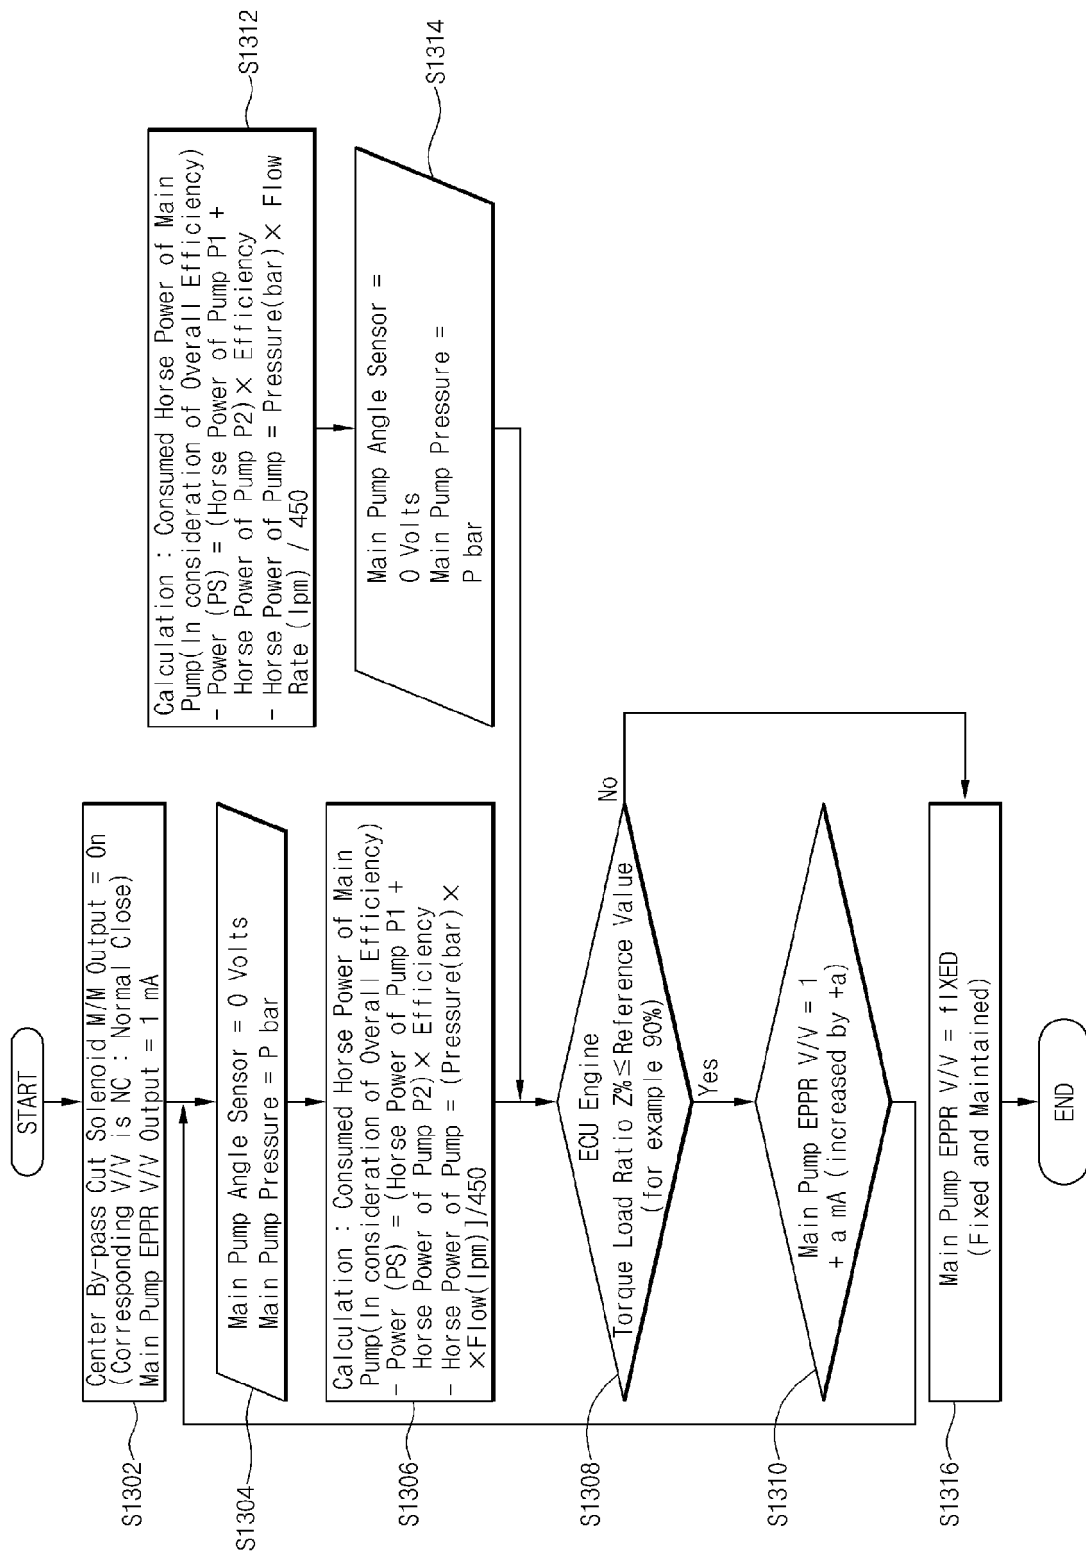 START
Center By-pass Cut Solenoid M/M Output = On
(Corresponding V/V is NC : Normal Close)
Main Pump EPPR V/V Output = 1 mA
S1302
Main Pump Angle Sensor = 0 Volts
Main Pump Pressure = P bar
S1304
Calculation : Consumed Horse Power of Main
Pump(In consideration of Overall Efficiency)
- Power (PS) = (Horse Power of Pump P1 +
Horse Power of Pump P2)× Efficiency
- Horse Power of Pump = (Pressure(bar)×
×Flow(lpm)]/450
S1306
ECU Engine
Torque Load Ratio Z%≤Reference Value
(for example 90%)
S1308
No
Yes
Main Pump EPPR V/V = 1
+ a mA (increased by +a)
S1310
Calculation : Consumed Horse Power of Main
Pump(In consideration of Overall Efficiency)
- Power (PS) = (Horse Power of Pump P1 +
Horse Power of Pump P2)× Efficiency
- Horse Power of Pump = Pressure(bar)× Flow
Rate (lpm) / 450
S1312
Main Pump Angle Sensor =
0 Volts
Main Pump Pressure =
P bar
S1314
Main Pump EPPR V/V = fIXED
(Fixed and Maintained)
S1316
END